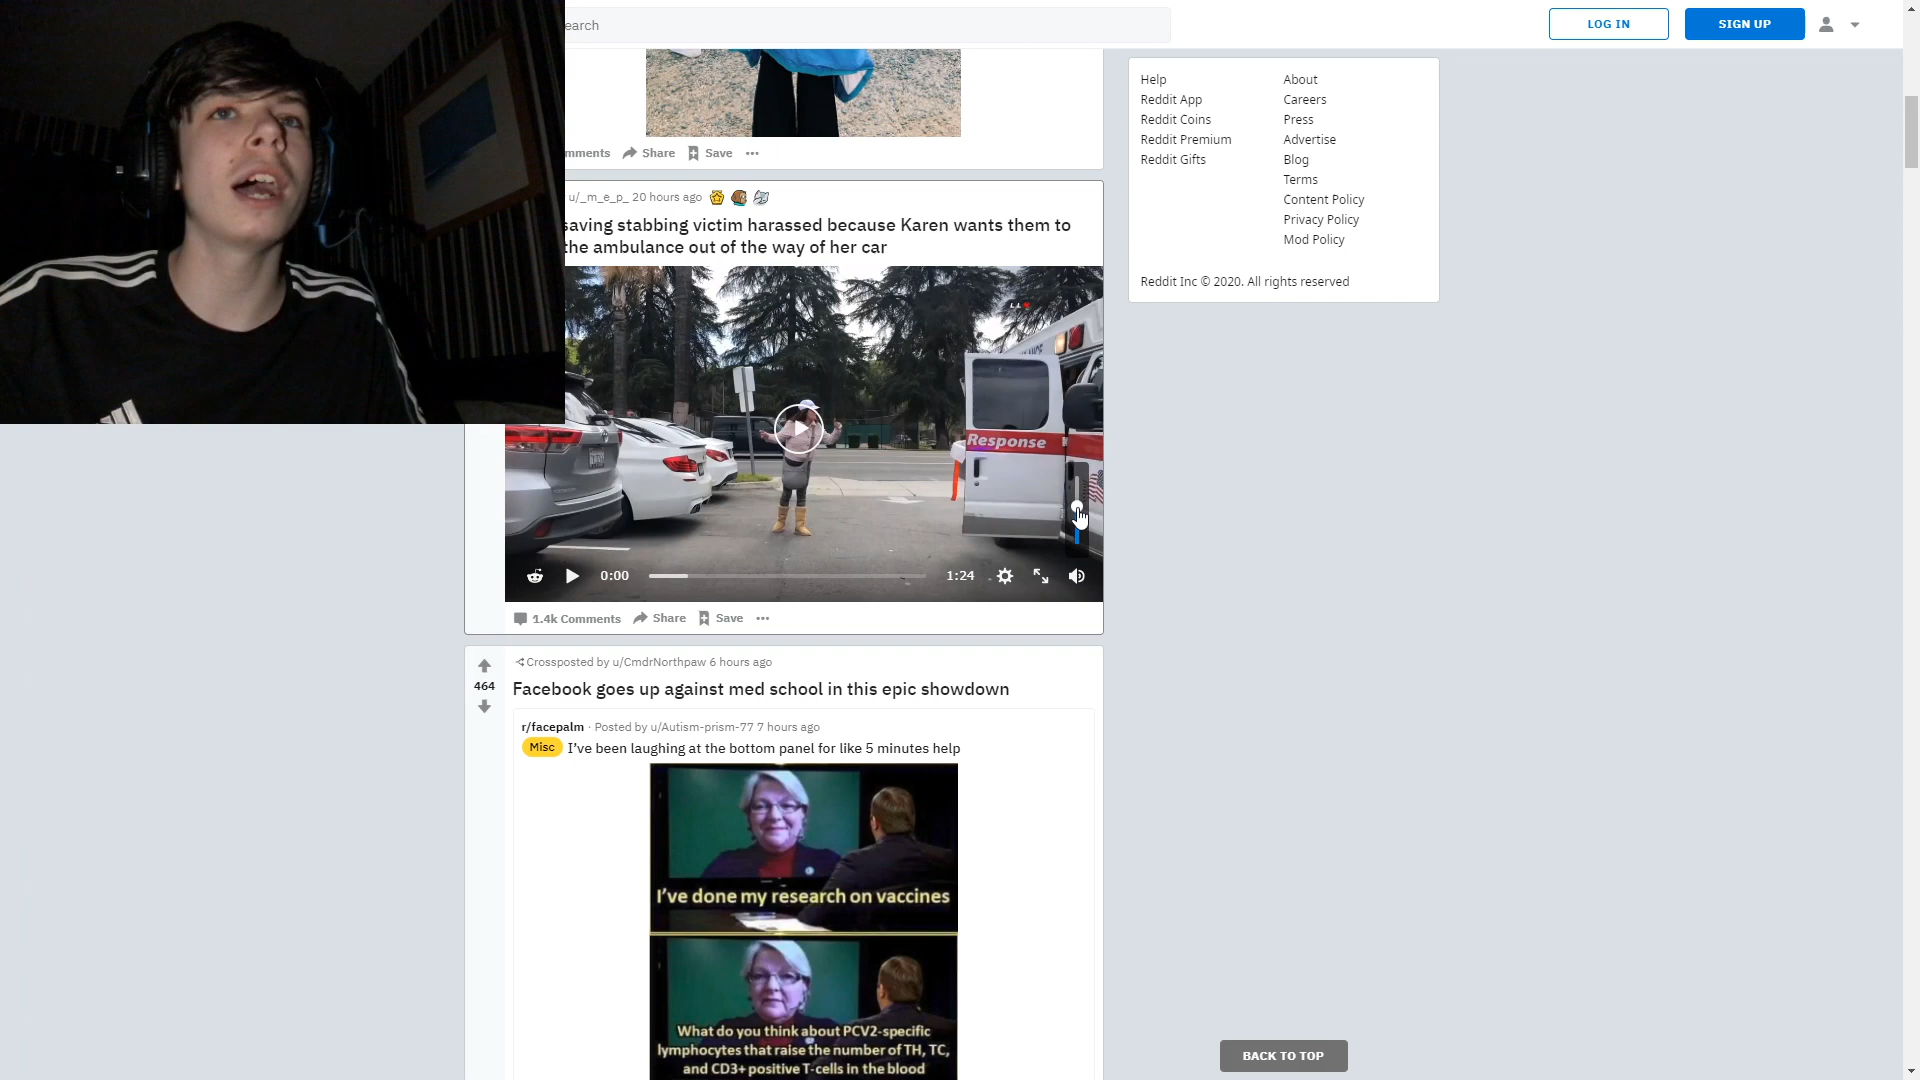 earch
LOG IN
SIGN UP
mments
Share
Save
u/_m_e_p_ 20 hours ago
saving stabbing victim harassed because Karen wants them to
the ambulance out of the way of her car
Response
0:00
1:24
1.4k Comments
Share
Save
464
Crossposted by u/CmdrNorthpaw 6 hours ago
Facebook goes up against med school in this epic showdown
r/facepalm · Posted by u/Autism-prism-77 7 hours ago
Misc I've been laughing at the bottom panel for like 5 minutes help
I've done my research on vaccines
What do you think about PCV2-specific
lymphocytes that raise the number of TH, TC,
and CD3+ positive T-cells in the blood
Help
Reddit App
Reddit Coins
Reddit Premium
Reddit Gifts
About
Careers
Press
Advertise
Blog
Terms
Content Policy
Privacy Policy
Mod Policy
Reddit Inc © 2020. All rights reserved
BACK TO TOP